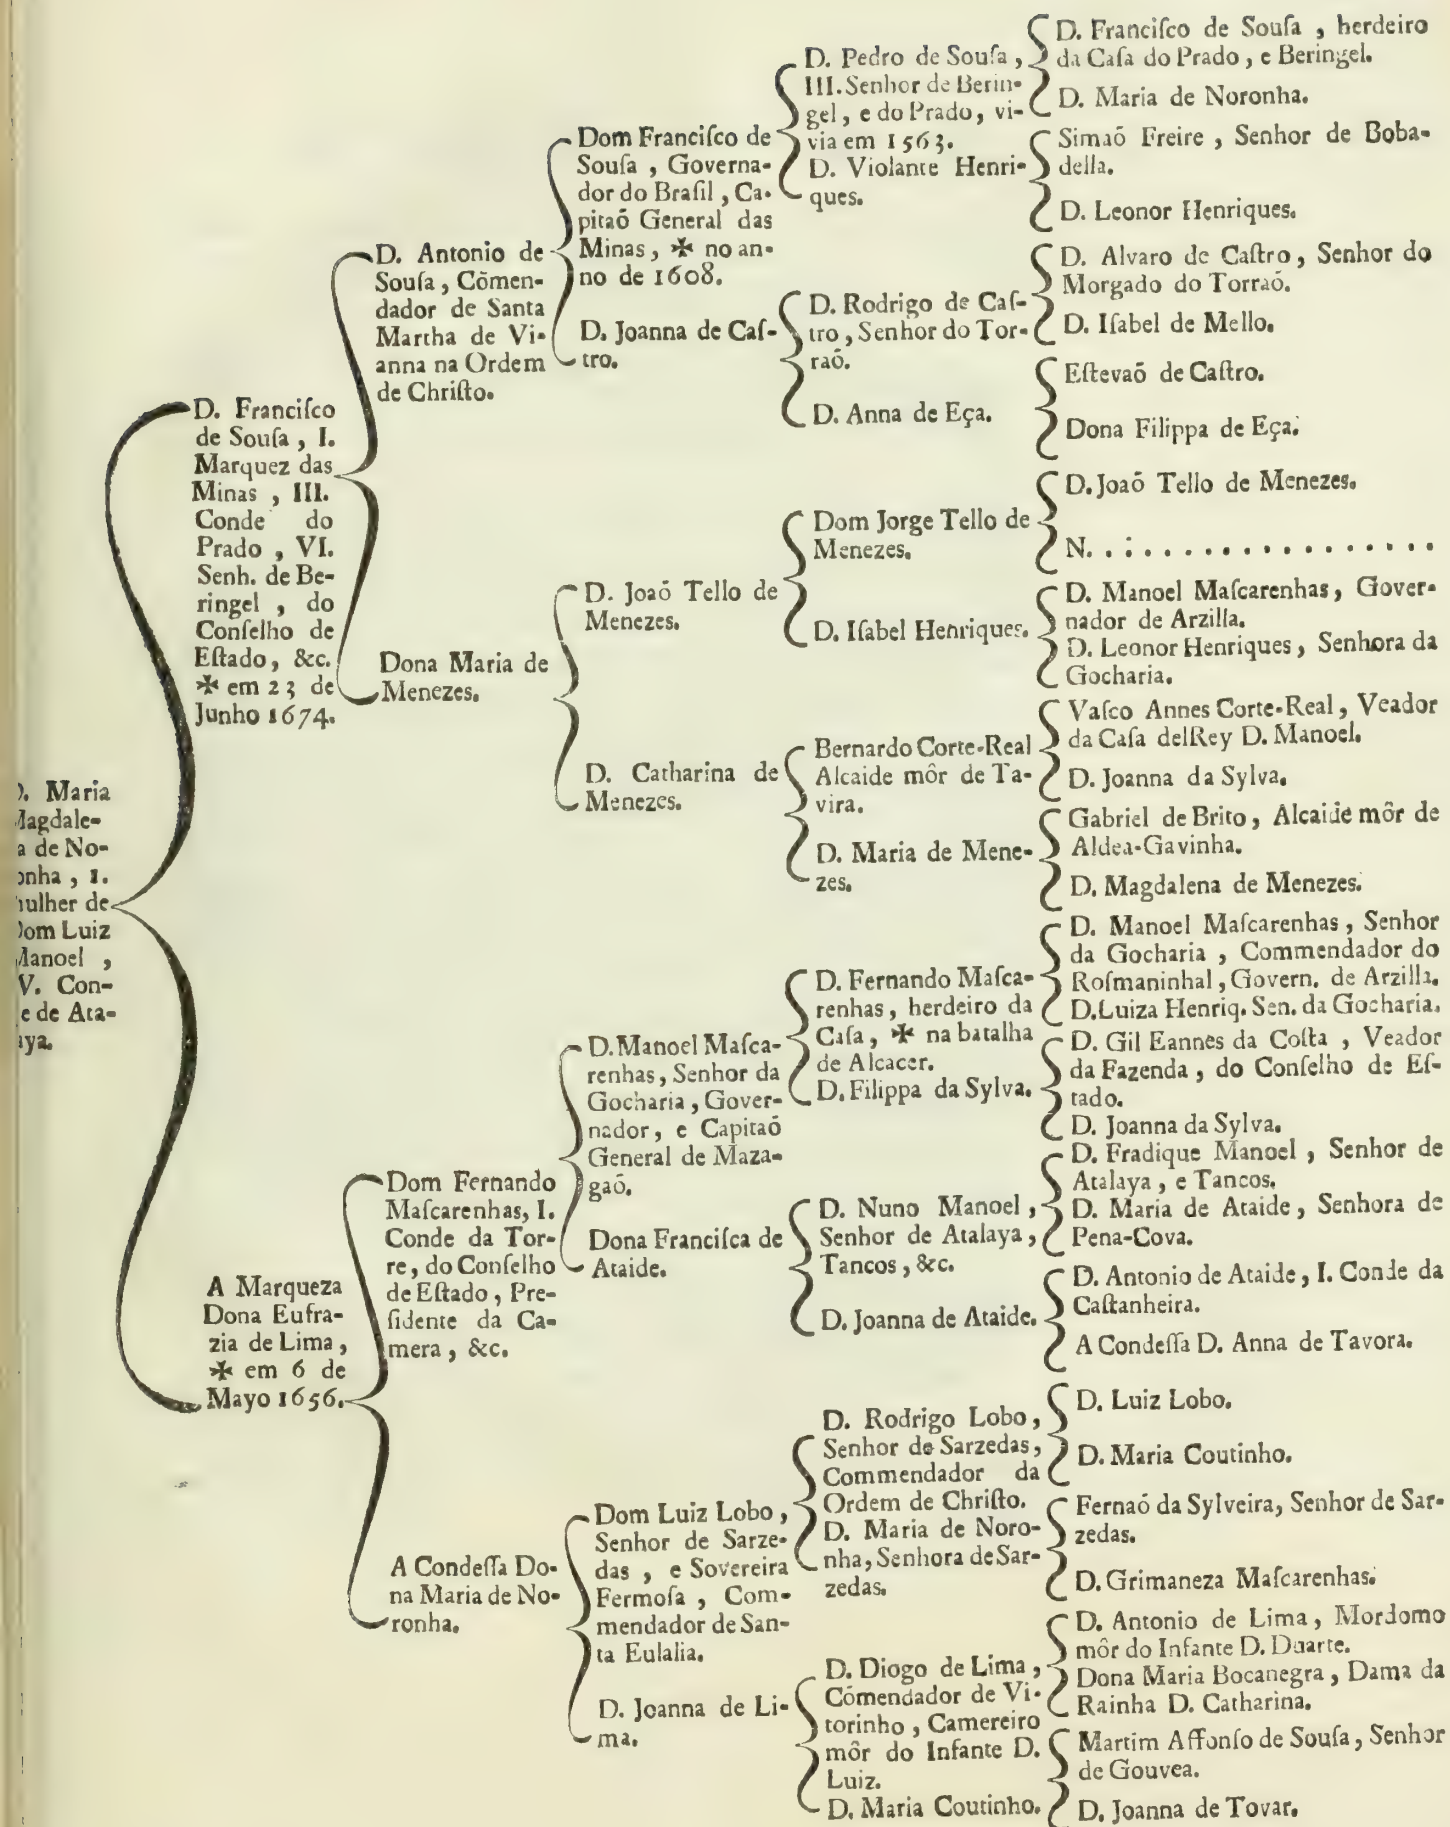 D. Maria
Magdale-
na de No-
ronha , I.
mulher de
Dom Luiz
Manoel ,
V. Con-
de de Ata-
laya.
D. Franciſco
de Souſa , I.
Marquez das
Minas , III.
Conde do
Prado , VI.
Senh. de Be-
ringel , do
Conſelho de
Eſtado, &c.
✠ em 23 de
Junho 1674.
A Marqueza
Dona Eufra-
zia de Lima ,
✠ em 6 de
Mayo 1656.
D. Antonio de
Souſa , Cõmen-
dador de Santa
Martha de Vi-
anna na Ordem
de Chriſto.
Dona Maria de
Menezes.
Dom Fernando
Maſcarenhas, I.
Conde da Tor-
re, do Conſelho
de Eſtado , Pre-
ſidente da Ca-
mera , &c.
A Condeſſa Do-
na Maria de No-
ronha.
Dom Franciſco de
Souſa , Governa-
dor do Braſil , Ca-
pitaõ General das
Minas, ✠ no an-
no de 1608.
D. Joanna de Caſ-
tro.
D. Joaõ Tello de
Menezes.
D. Catharina de
Menezes.
D. Manoel Maſca-
renhas, Senhor da
Gocharia , Gover-
nador, e Capitaõ
General de Maza-
gaõ.
Dona Franciſca de
Ataide.
Dom Luiz Lobo ,
Senhor de Sarze-
das , e Sovereira
Fermoſa , Com-
mendador de San-
ta Eulalia.
D. Joanna de Li-
ma.
D. Pedro de Souſa ,
III. Senhor de Berin-
gel, e do Prado, vi-
via em 1563.
D. Violante Henri-
ques.
D. Rodrigo de Caſ-
tro, Senhor do Tor-
raõ.
D. Anna de Eça.
Dom Jorge Tello de
Menezes.
D. Iſabel Henriques.
Bernardo Corte-Real
Alcaide môr de Ta-
vira.
D. Maria de Mene-
zes.
D. Fernando Maſca-
renhas, herdeiro da
Caſa, ✠ na batalha
de Alcacer.
D. Filippa da Sylva.
D. Nuno Manoel ,
Senhor de Atalaya ,
Tancos , &c.
D. Joanna de Ataide.
D. Rodrigo Lobo ,
Senhor de Sarzedas ,
Commendador da
Ordem de Chriſto.
D. Maria de Noro-
nha, Senhora de Sar-
zedas.
D. Diogo de Lima ,
Cõmendador de Vi-
torinho , Camereiro
môr do Infante D.
Luiz.
D. Maria Coutinho.
D. Franciſco de Souſa , herdeiro
da Caſa do Prado , e Beringel.
D. Maria de Noronha.
Simaõ Freire , Senhor de Boba-
della.
D. Leonor Henriques.
D. Alvaro de Caſtro , Senhor do
Morgado do Torraõ.
D. Iſabel de Mello.
Eſtevaõ de Caſtro.
Dona Filippa de Eça.
D. Joaõ Tello de Menezes.
N. . . . . . . . . . . . . . . . .
D. Manoel Maſcarenhas, Gover-
nador de Arzilla.
D. Leonor Henriques, Senhora da
Gocharia.
Vaſco Annes Corte-Real , Veador
da Caſa delRey D. Manoel.
D. Joanna da Sylva.
Gabriel de Brito , Alcaide môr de
Aldea-Gavinha.
D. Magdalena de Menezes.
D. Manoel Maſcarenhas , Senhor
da Gocharia , Commendador do
Roſmaninhal , Govern. de Arzilla.
D. Luiza Henriq. Sen. da Gocharia.
D. Gil Eannes da Coſta , Veador
da Fazenda , do Conſelho de Eſ-
tado.
D. Joanna da Sylva.
D. Fradique Manoel , Senhor de
Atalaya , e Tancos.
D. Maria de Ataide , Senhora de
Pena-Cova.
D. Antonio de Ataide, I. Conde da
Caſtanheira.
A Condeſſa D. Anna de Tavora.
D. Luiz Lobo.
D. Maria Coutinho.
Fernaõ da Sylveira, Senhor de Sar-
zedas.
D. Grimaneza Maſcarenhas.
D. Antonio de Lima , Mordomo
môr do Infante D. Duarte.
Dona Maria Bocanegra , Dama da
Rainha D. Catharina.
Martim Affonſo de Souſa, Senhor
de Gouvea.
D. Joanna de Tovar.